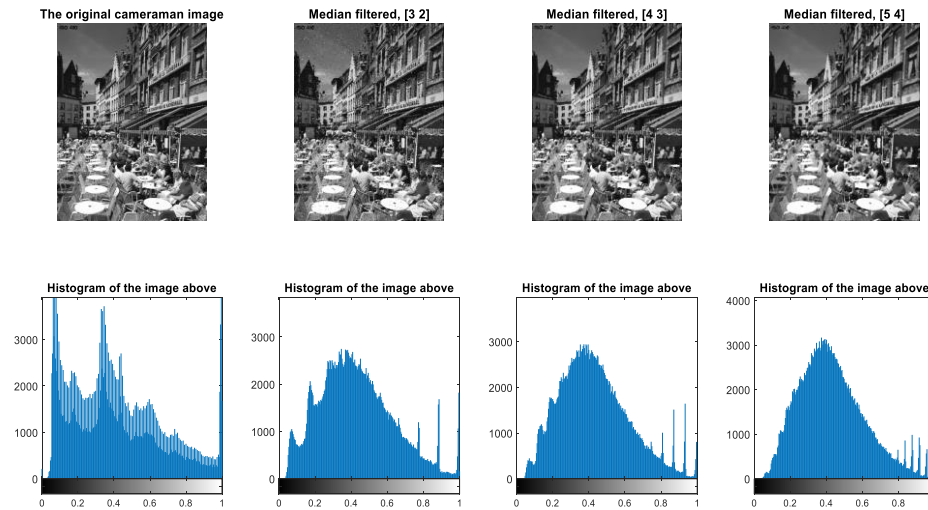 The original cameraman image
Median filtered, [3 2]
Median filtered, [4 3]
Median filtered, [5 4]
Histogram of the image above
Histogram of the image above
Histogram of the image above
Histogram of the image above
3000
2000
1000
0
0 0.2 0.4 0.6 0.8 1
3000
2000
1000
0
0 0.2 0.4 0.6 0.8 1
3000
2000
1000
0
0 0.2 0.4 0.6 0.8 1
4000
3000
2000
1000
0
0 0.2 0.4 0.6 0.8